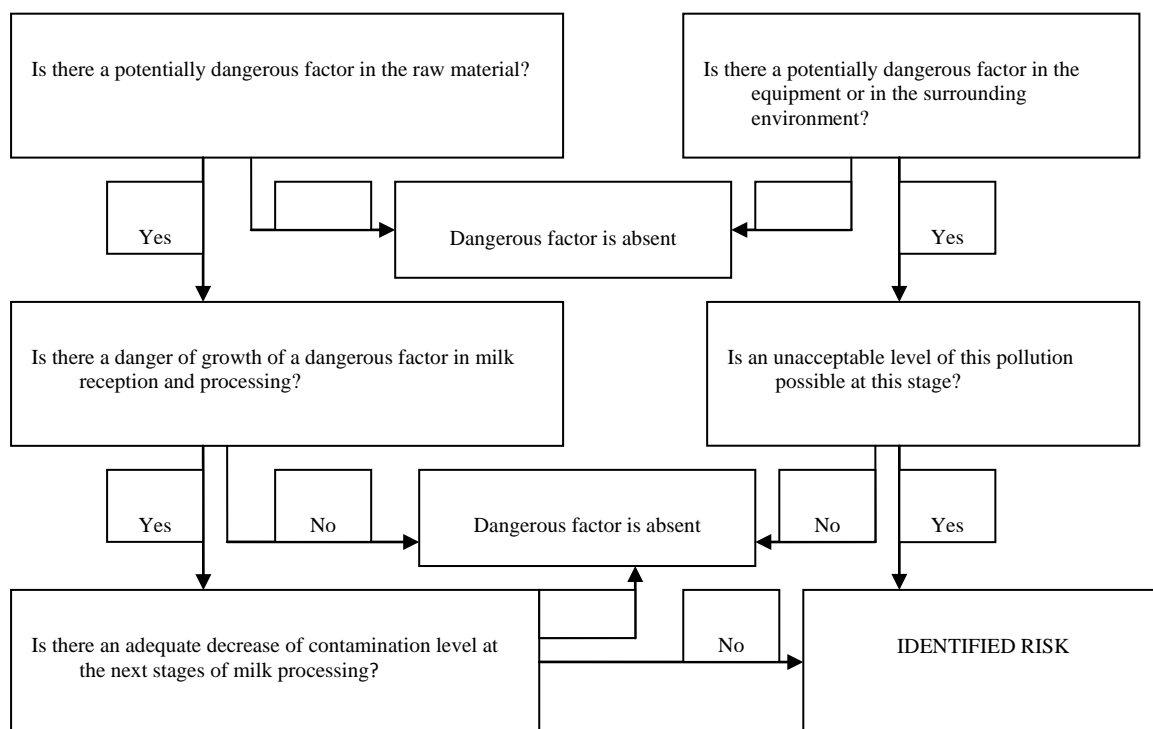 Is there a potentially dangerous factor in the raw material?
Is there a potentially dangerous factor in the
equipment or in the surrounding
environment?
Yes
Dangerous factor is absent
Yes
Is there a danger of growth of a dangerous factor in milk
reception and processing?
Is an unacceptable level of this pollution
possible at this stage?
Yes
No
Dangerous factor is absent
No
Yes
Is there an adequate decrease of contamination level at
the next stages of milk processing?
No
IDENTIFIED RISK